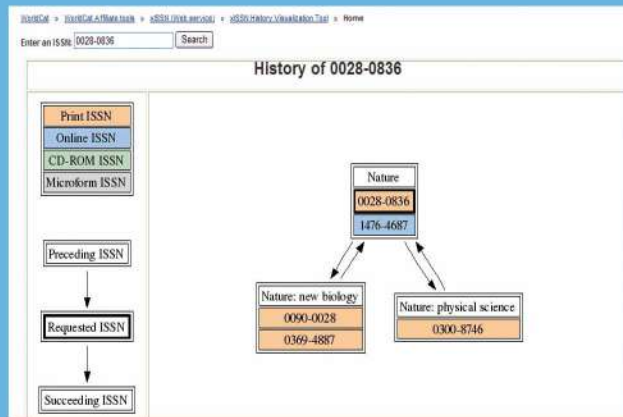 WorldCat » WorldCat Affiliate tools » xISSN (Web service) » xISSN History Visualization Tool » Home
Enter an ISSN: 0028-0836 Search
History of 0028-0836
Print ISSN
Online ISSN
CD-ROM ISSN
Microform ISSN
Preceding ISSN
Requested ISSN
Succeeding ISSN
Nature
0028-0836
1476-4687
Nature: new biology
0090-0028
0369-4887
Nature: physical science
0300-8746